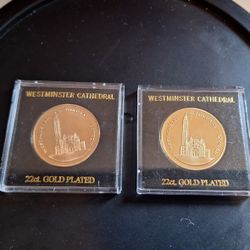 WESTMINSTER CATHEDRAL
22ct. GOLD PLATED
WESTMINSTER CATHEDRAL
22ct. GOLD PLATED